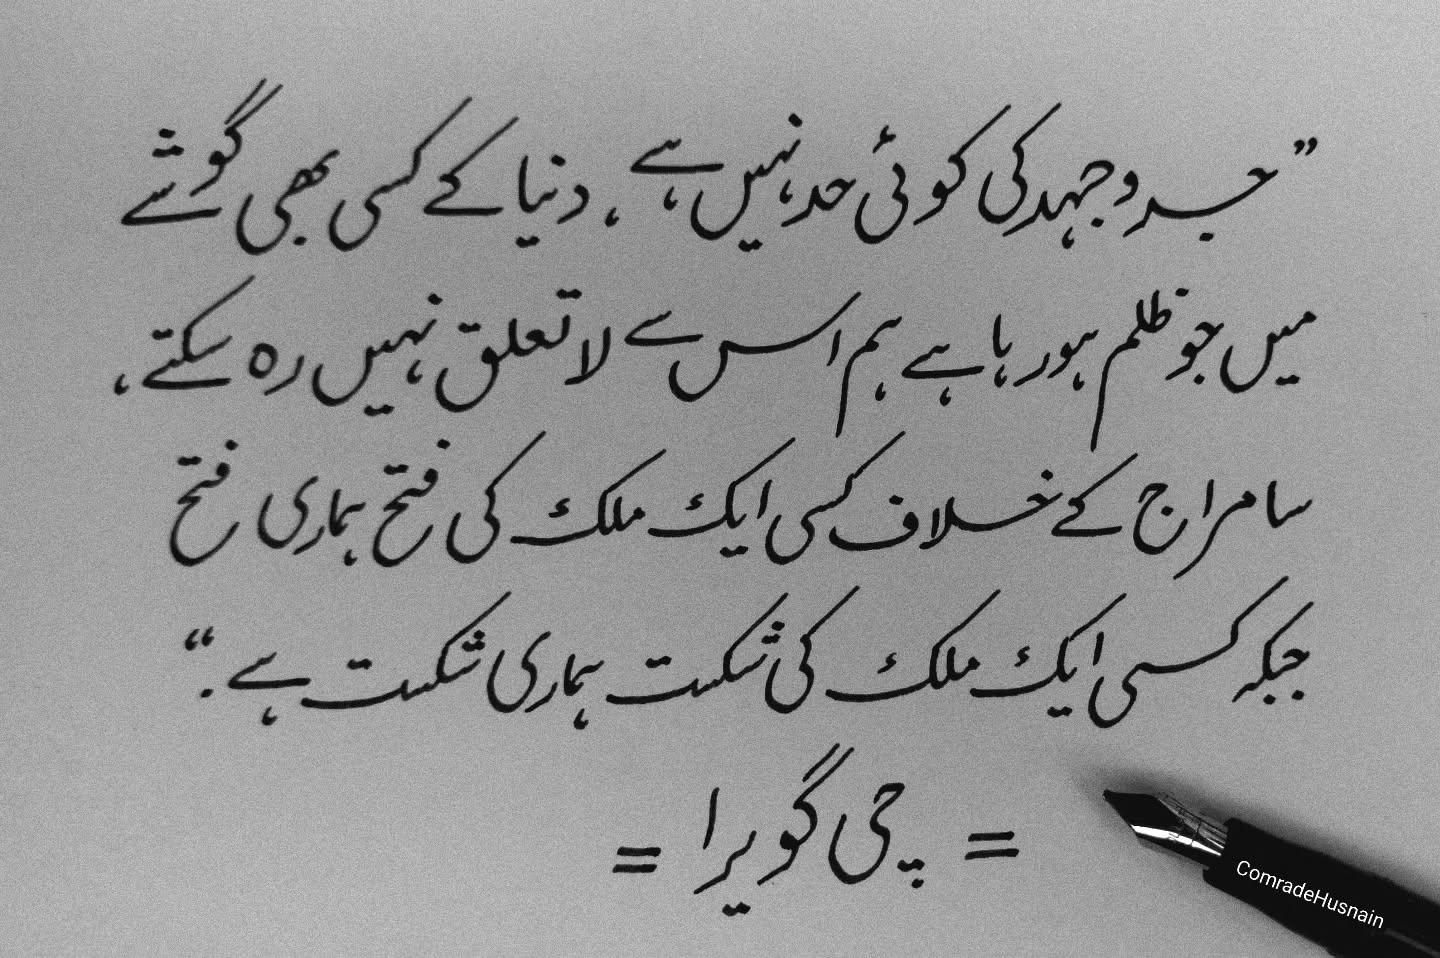 ”جدوجہد کی کوئی حد نہیں ہے ، دنیا کے کسی بھی گوشے
میں جو ظلم ہورہا ہے ہم اس سے لاتعلق نہیں رہ سکتے ،
سامراج کے خلاف کسی ایک ملک کی فتح ہماری فتح
جبکہ کسی ایک ملک کی شکست ہماری شکست ہے ۔“
= چی گویرا =
ComradeHusnain